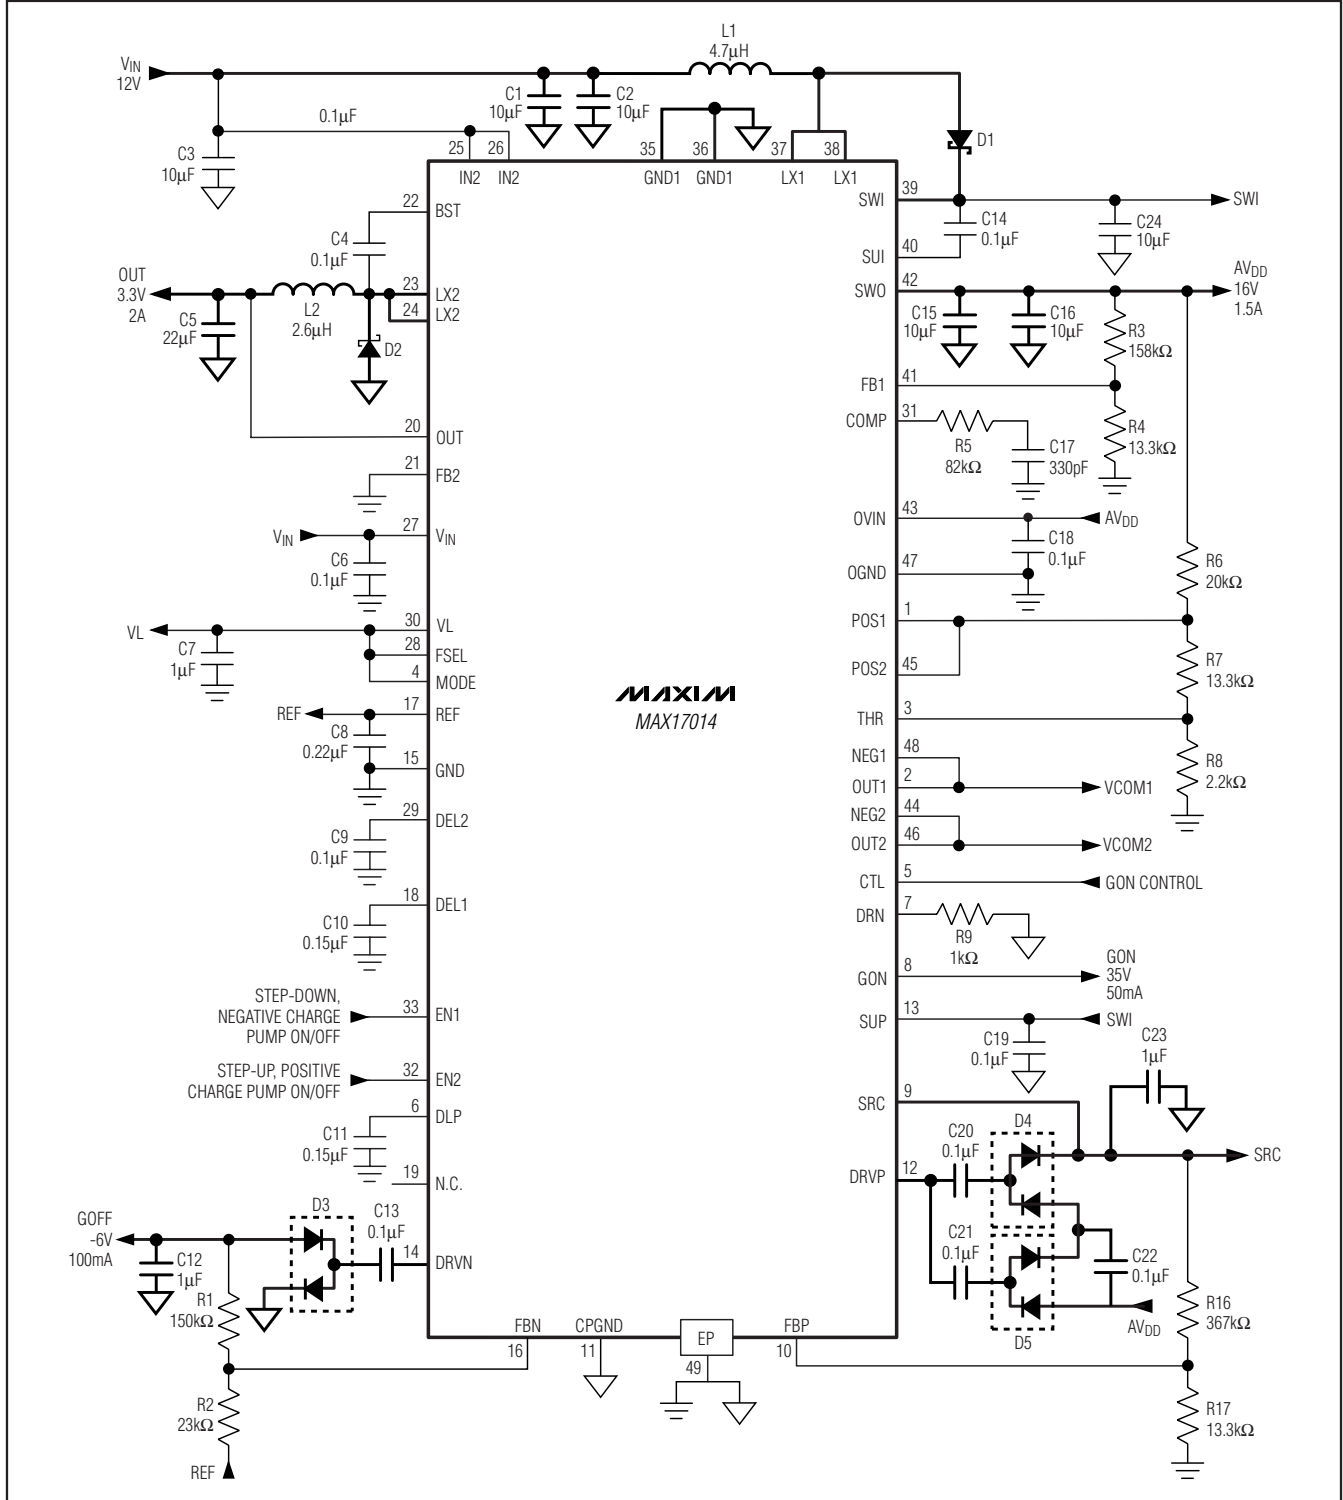 L1
4.7µH
VIN
12V
C1
10µF
C2
10µF
0.1µF
C3
10µF
25
26
35
36
37
38
IN2
IN2
GND1
GND1
LX1
LX1
D1
39
SWI
SWI
22
BST
C14
0.1µF
C24
10µF
C4
0.1µF
40
SUI
OUT
3.3V
2A
L2
2.6µH
23
LX2
24
LX2
C5
22µF
D2
42
SWO
AVDD
16V
1.5A
C15
10µF
C16
10µF
R3
158kΩ
41
FB1
31
COMP
R5
82kΩ
C17
330pF
R4
13.3kΩ
20
OUT
21
FB2
43
OVIN
AVDD
C18
0.1µF
VIN
27
VIN
C6
0.1µF
47
OGND
R6
20kΩ
VL
30
VL
28
FSEL
4
MODE
C7
1µF
1
POS1
45
POS2
R7
13.3kΩ
MAXIM
MAX17014
REF
17
REF
C8
0.22µF
15
GND
3
THR
48
NEG1
2
OUT1
VCOM1
R8
2.2kΩ
44
NEG2
46
OUT2
VCOM2
29
DEL2
C9
0.1µF
5
CTL
GON CONTROL
18
DEL1
C10
0.15µF
7
DRN
R9
1kΩ
8
GON
GON
35V
50mA
STEP-DOWN,
NEGATIVE CHARGE
PUMP ON/OFF
33
EN1
13
SUP
SWI
C19
0.1µF
C23
1µF
STEP-UP, POSITIVE
CHARGE PUMP ON/OFF
32
EN2
9
SRC
6
DLP
C11
0.15µF
C20
0.1µF
D4
SRC
19
N.C.
12
DRVP
GOFF
-6V
100mA
D3
C13
0.1µF
14
DRVN
C12
1µF
C21
0.1µF
C22
0.1µF
R1
150kΩ
AVDD
D5
R16
367kΩ
FBN
CPGND
EP
FBP
16
11
49
10
R2
23kΩ
R17
13.3kΩ
REF